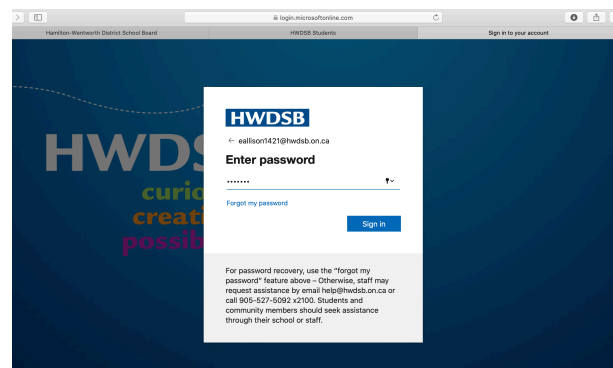 login.microsoftonline.com
Hamilton-Wentworth District School Board
HWDSB Students
Sign in to your account
HWDS
curio
creati
possib
HWDSB
← eallison1421@hwdsb.on.ca
Enter password
•••••••
Forgot my password
Sign in
For password recovery, use the "forgot my
password" feature above – Otherwise, staff may
request assistance by email help@hwdsb.on.ca or
call 905-527-5092 x2100. Students and
community members should seek assistance
through their school or staff.